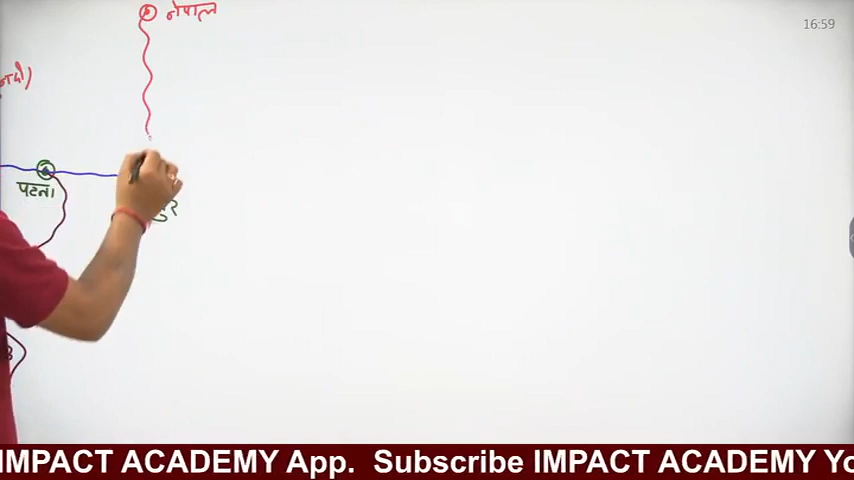 नेपाल
16:59
पटना
IMPACT ACADEMY App. Subscribe IMPACT ACADEMY Yo